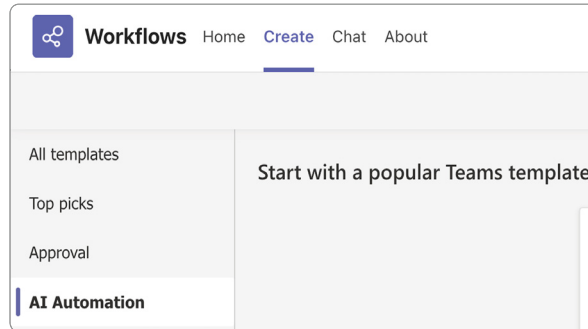 Workflows Home Create Chat About
All templates
Start with a popular Teams template
Top picks
Approval
AI Automation